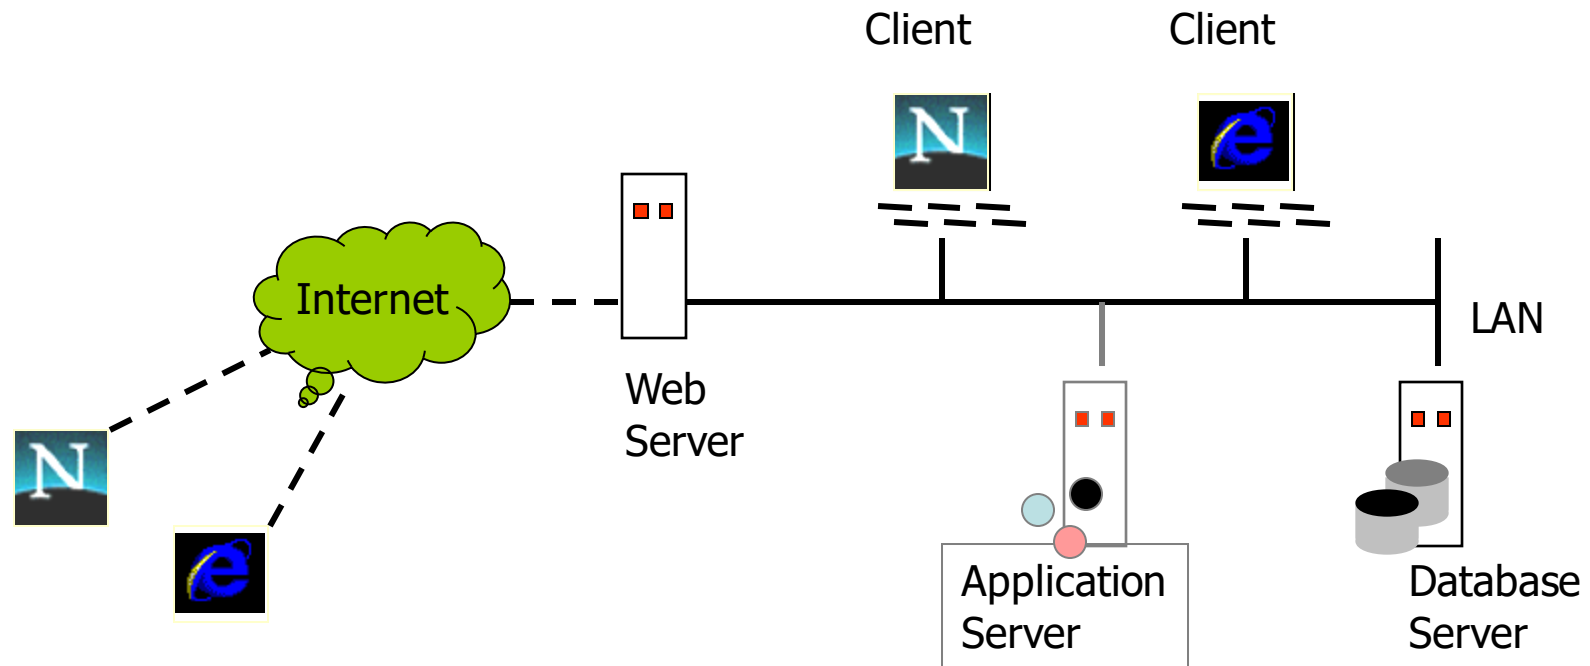 Client
Client
N
e
Internet
LAN
Web
Server
N
e
Application
Server
Database
Server